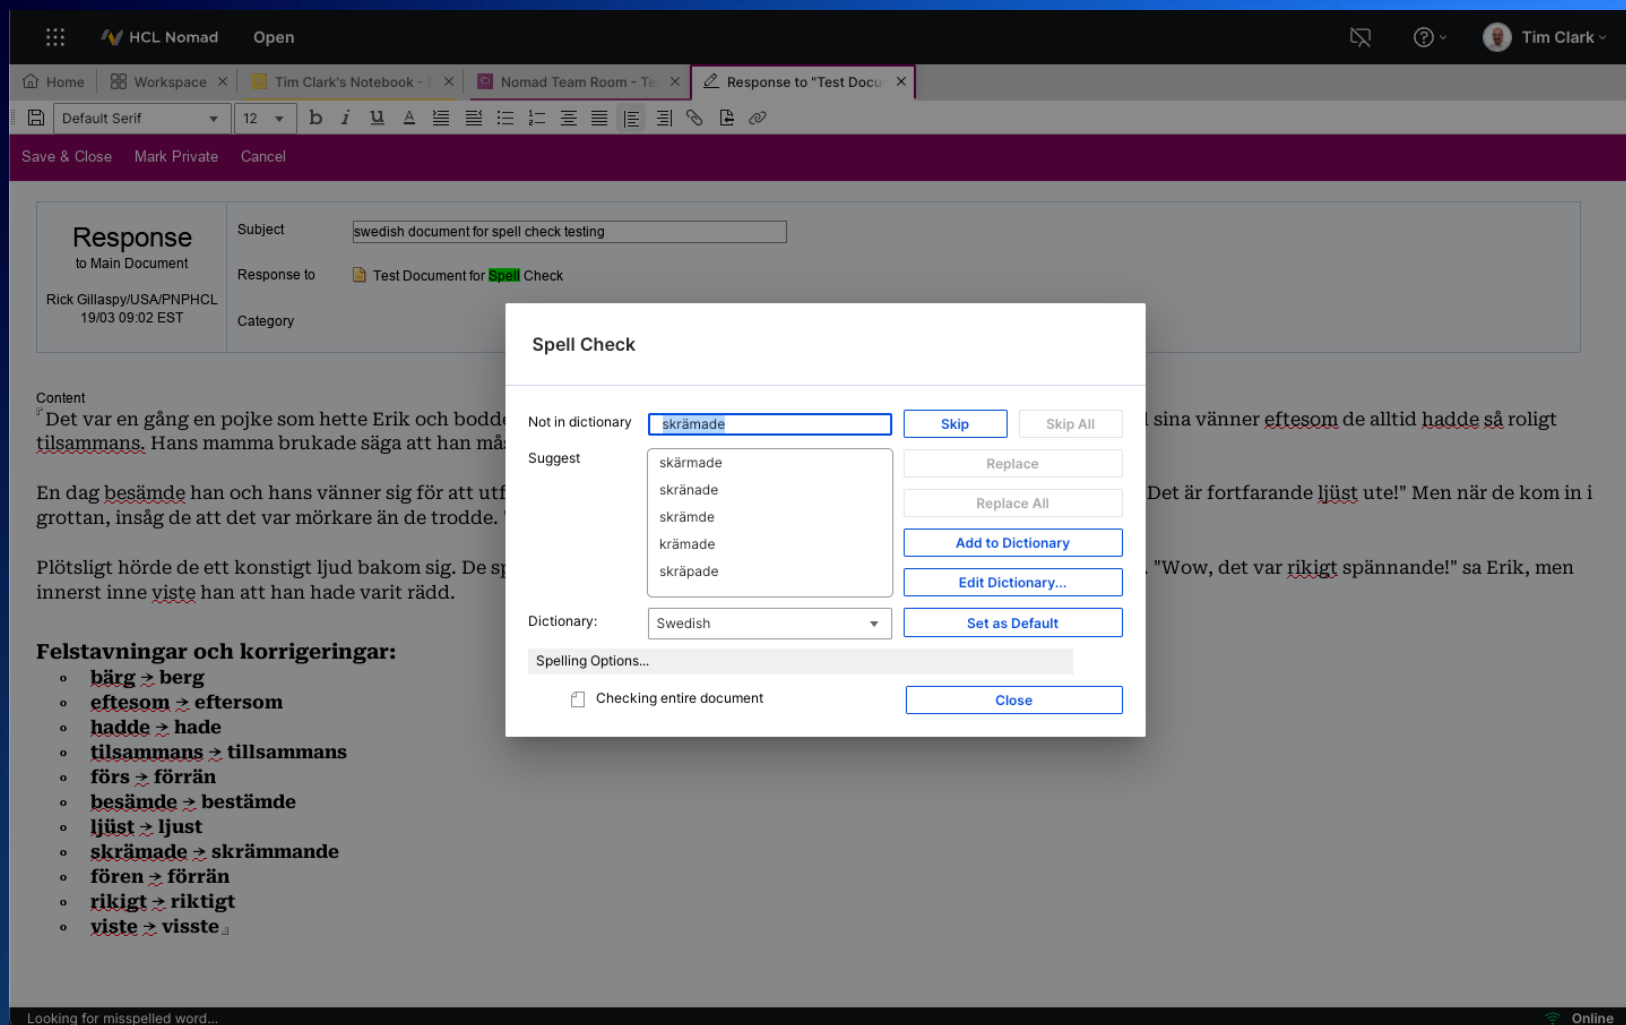 HCL Nomad
Open
Tim Clark
Home
Workspace
Tim Clark's Notebook -
Nomad Team Room - Te
Response to "Test Docu
Default Serif
12
b i u A
Save & Close
Mark Private
Cancel
Response
to Main Document
Rick Gillaspy/USA/PNPHCL
19/03 09:02 EST
Subject
swedish document for spell check testing
Response to
Test Document for Spell Check
Category
Content
Det var en gång en pojke som hette Erik och bodde
sina vänner eftesom de alltid hadde så roligt
tilsammans. Hans mamma brukade säga att han mås
En dag besämde han och hans vänner sig för att utf
Det är fortfarande ljüst ute!" Men när de kom in i
grottan, insåg de att det var mörkare än de trodde.
Plötsligt hörde de ett konstigt ljud bakom sig. De sp
. "Wow, det var rikigt spännande!" sa Erik, men
innerst inne viste han att han hade varit rädd.
Felstavningar och korrigeringar:
bärg → berg
eftesom → eftersom
hadde → hade
tilsammans → tillsammans
förs → förrän
besämde → bestämde
ljüst → ljust
skrämade → skrämmande
fören → förrän
rikigt → riktigt
viste → visste
Spell Check
Not in dictionary
skrämade
Skip
Skip All
Suggest
skärmade
skränade
skrämde
krämade
skräpade
Replace
Replace All
Add to Dictionary
Edit Dictionary...
Dictionary:
Swedish
Set as Default
Spelling Options...
Checking entire document
Close
Looking for misspelled word...
Online